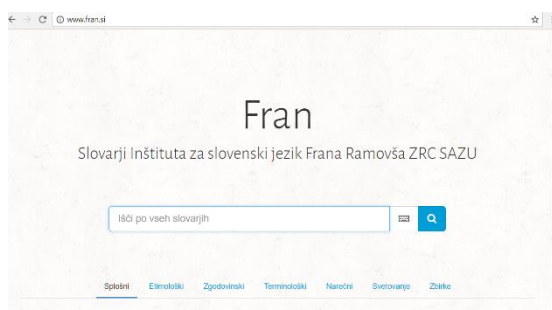 www.fran.si
Fran
Slovarji Inštituta za slovenski jezik Frana Ramovša ZRC SAZU
Išči po vseh slovarjih
Splošni Etimološki Zgodovinski Terminološki Narečni Svetovanje Zbirke